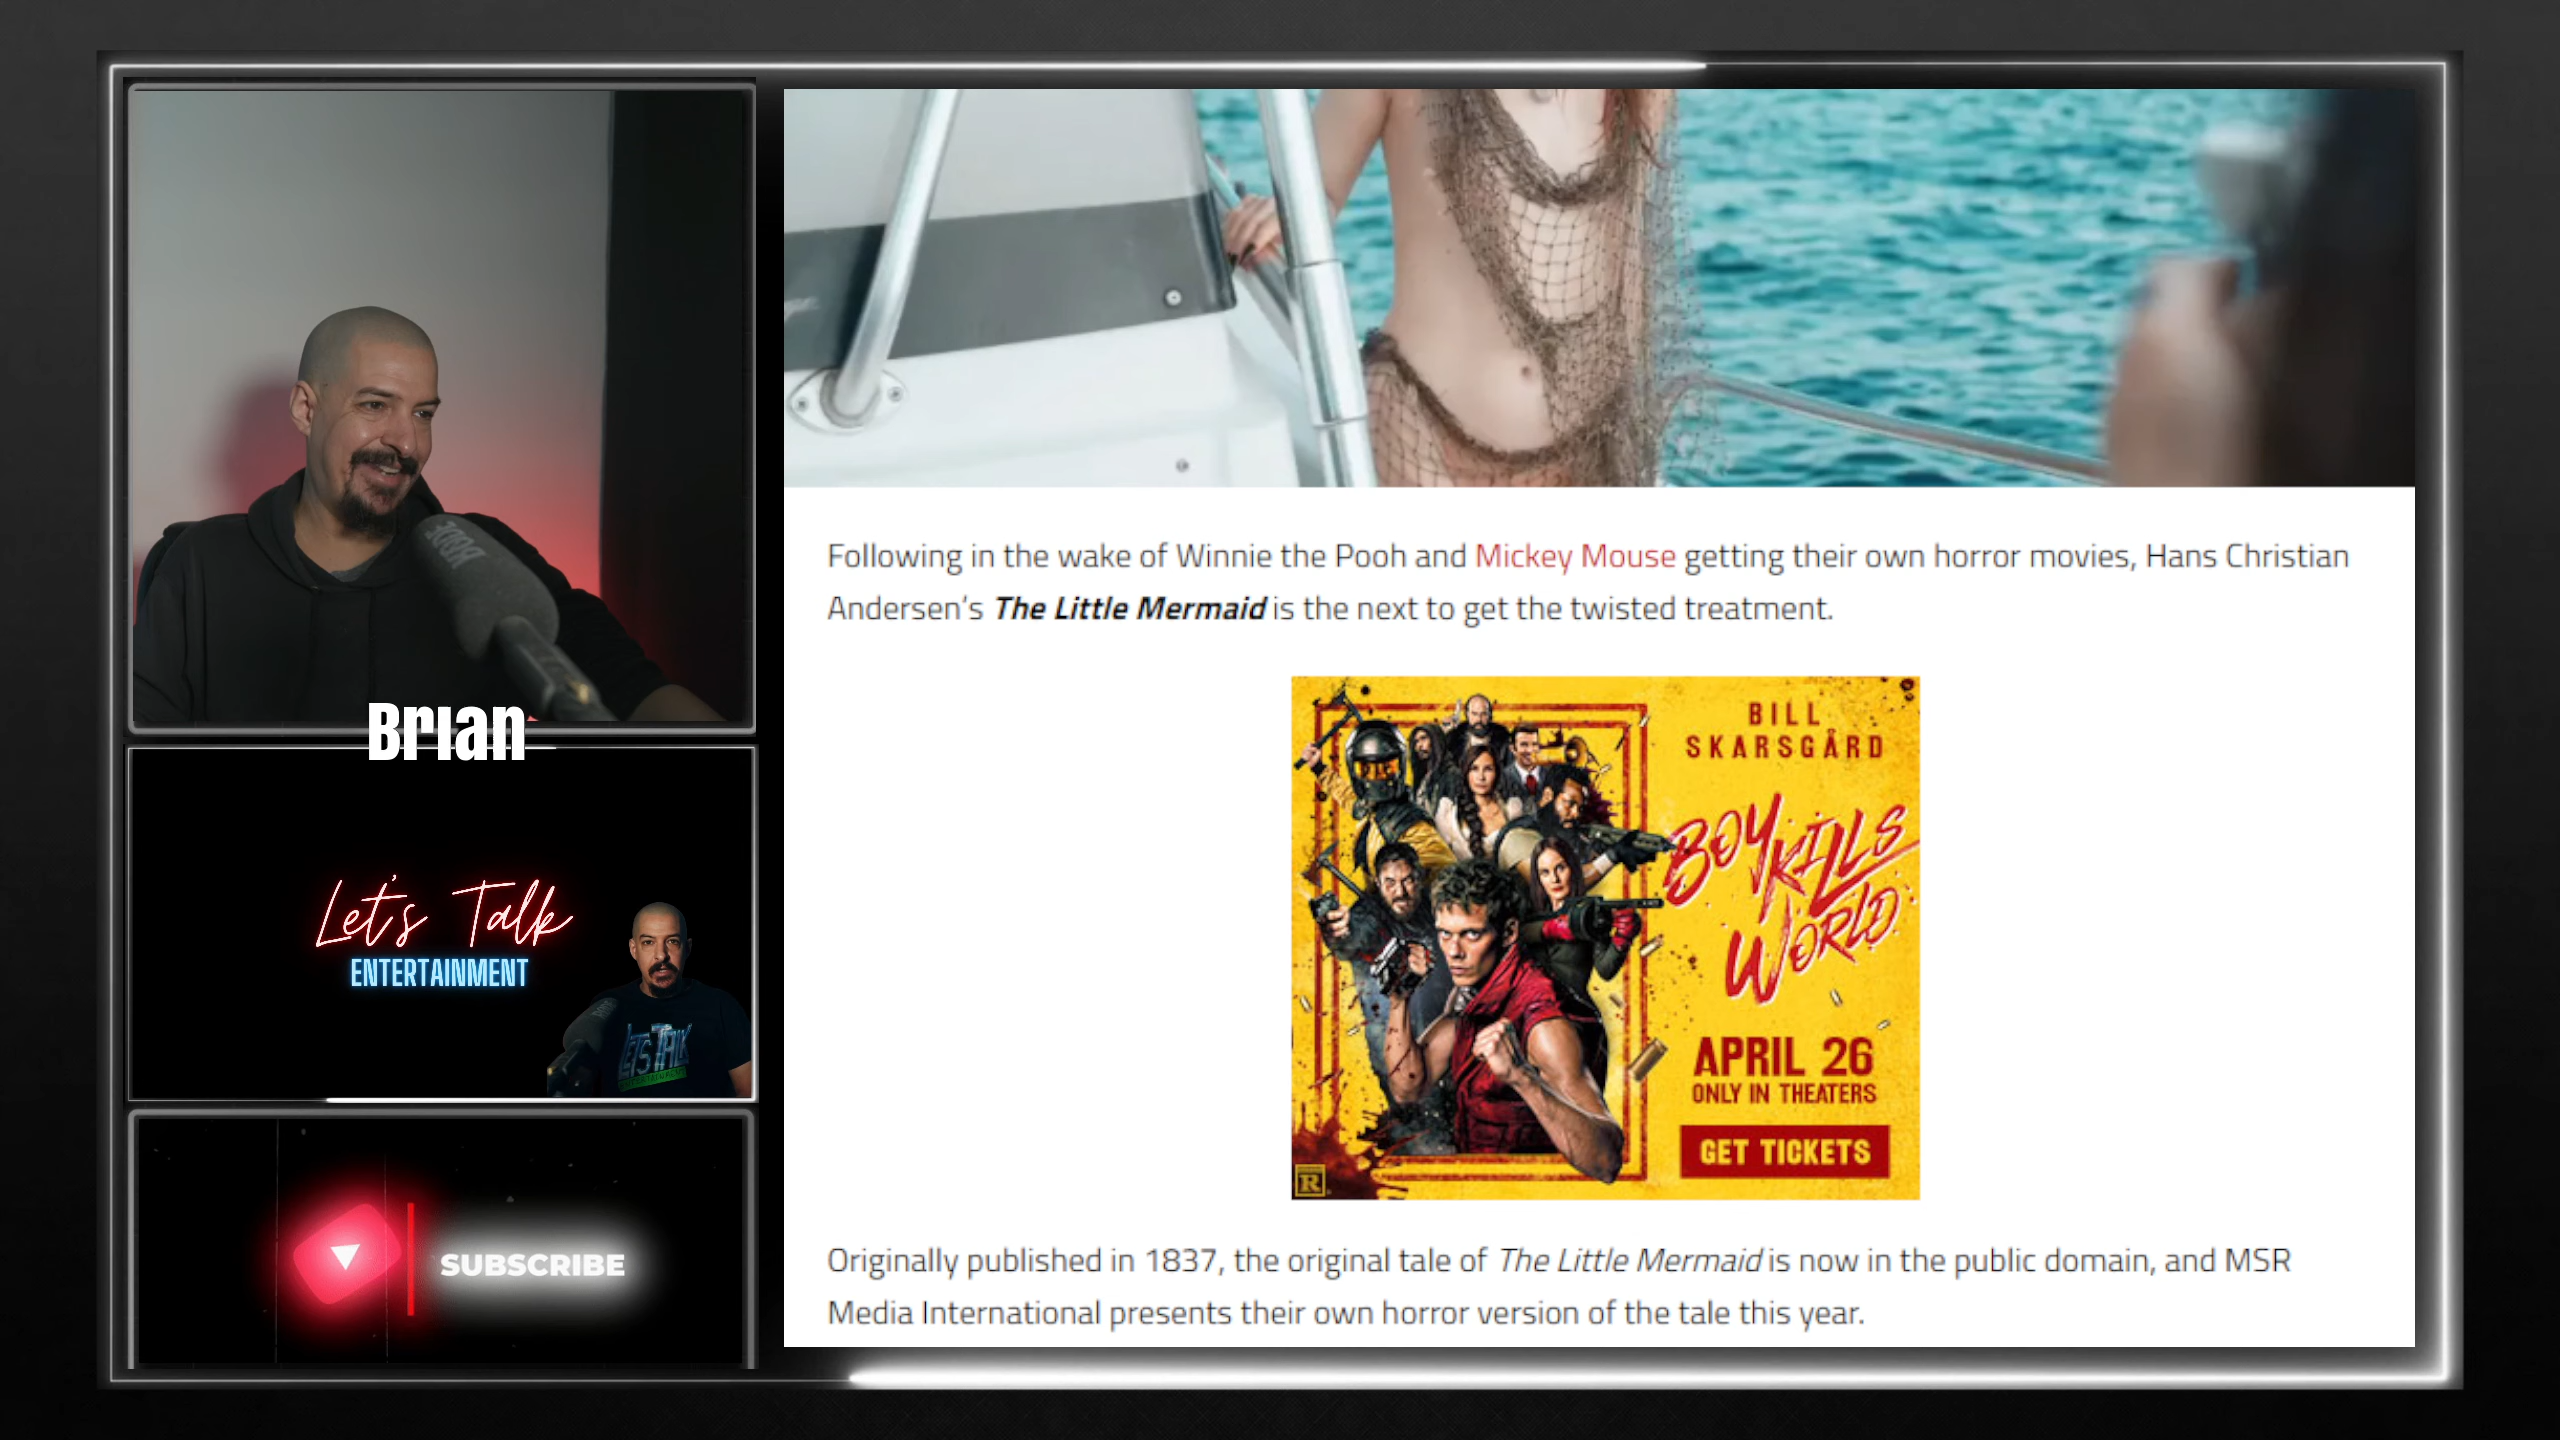 RODE
Brian
Let's Talk
ENTERTAINMENT
LET'S TALK
SUBSCRIBE
Following in the wake of Winnie the Pooh and Mickey Mouse getting their own horror movies, Hans Christian
Andersen's The Little Mermaid is the next to get the twisted treatment.
BILL
SKARSGÅRD
BOY
KILLS
WORLD
APRIL 26
ONLY IN THEATERS
GET TICKETS
R
Originally published in 1837, the original tale of The Little Mermaid is now in the public domain, and MSR
Media International presents their own horror version of the tale this year.